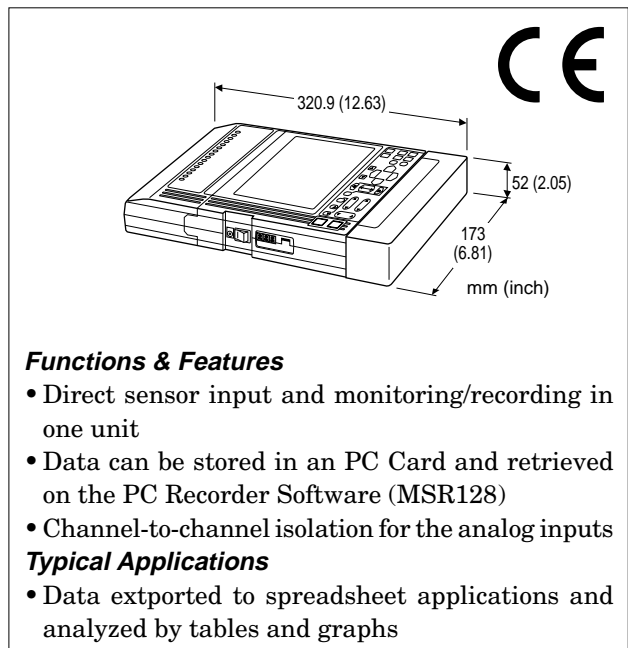 CE
320.9 (12.63)
52 (2.05)
173
(6.81)
mm (inch)
Functions & Features
• Direct sensor input and monitoring/recording in
one unit
• Data can be stored in an PC Card and retrieved
on the PC Recorder Software (MSR128)
• Channel-to-channel isolation for the analog inputs
Typical Applications
• Data extported to spreadsheet applications and
analyzed by tables and graphs